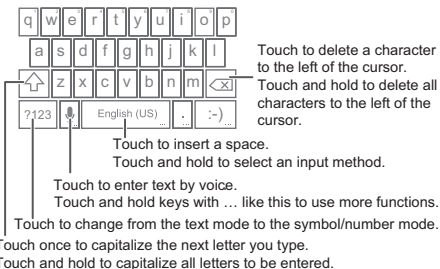 q w e r t y u i o p
a s d f g h j k l
z x c v b n m
?123 English (US) . :-)
Touch to delete a character
to the left of the cursor.
Touch and hold to delete all
characters to the left of the
cursor.
Touch to insert a space.
Touch and hold to select an input method.
Touch to enter text by voice.
Touch and hold keys with … like this to use more functions.
Touch to change from the text mode to the symbol/number mode.
Touch once to capitalize the next letter you type.
Touch and hold to capitalize all letters to be entered.